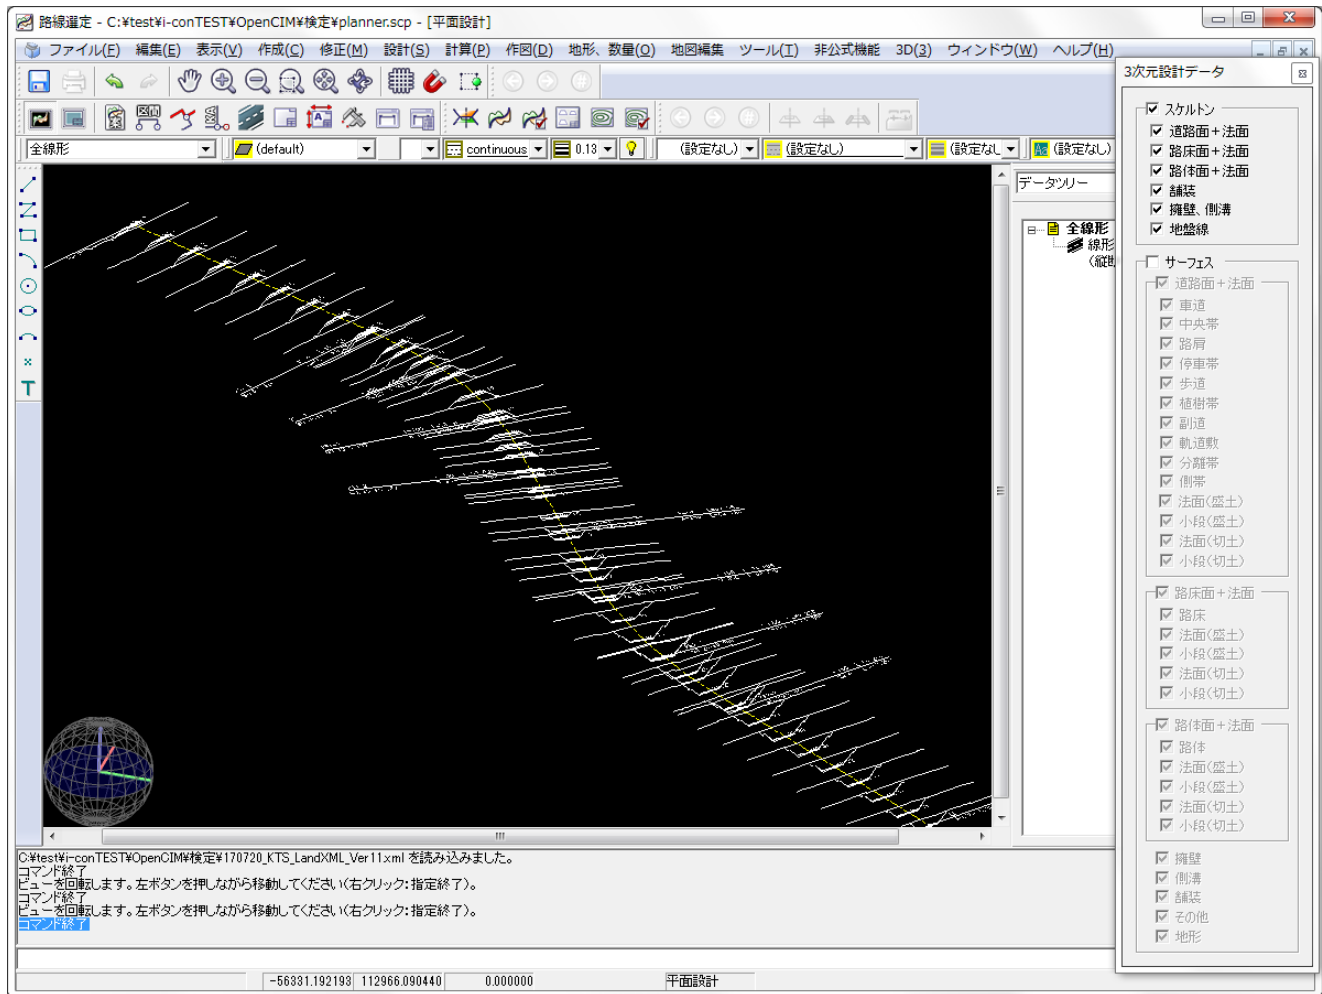 路線選定 - C:¥test¥i-conTEST¥OpenCIM¥検定¥planner.scp - [平面設計]
ファイル(F) 編集(E) 表示(V) 作成(C) 修正(M) 設計(S) 計算(P) 作図(D) 地形、数量(O) 地図編集 ツール(T) 非公式機能 3D(3) ウィンドウ(W) ヘルプ(H)
全線形 (default) continuous 0.13 (設定なし) (設定なし) (設定なし (設定なし)
データツリー
全線形
線形
(縦断
3次元設計データ
スケルトン
道路面+法面
路床面+法面
路体面+法面
舗装
擁壁、側溝
地盤線
サーフェス
道路面+法面
車道
中央帯
路肩
停車帯
歩道
植樹帯
副道
軌道敷
分離帯
側帯
法面(盛土)
小段(盛土)
法面(切土)
小段(切土)
路床面+法面
路床
法面(盛土)
小段(盛土)
法面(切土)
小段(切土)
路体面+法面
路体
法面(盛土)
小段(盛土)
法面(切土)
小段(切土)
擁壁
側溝
舗装
その他
地形
C:¥test¥i-conTEST¥OpenCIM¥検定¥170720_KTS_LandXML_Ver11.xml を読み込みました。
コマンド終了
ビューを回転します。左ボタンを押しながら移動してください(右クリック:指定終了)。
コマンド終了
ビューを回転します。左ボタンを押しながら移動してください(右クリック:指定終了)。
コマンド終了
-56331.192193 112966.090440 0.000000 平面設計